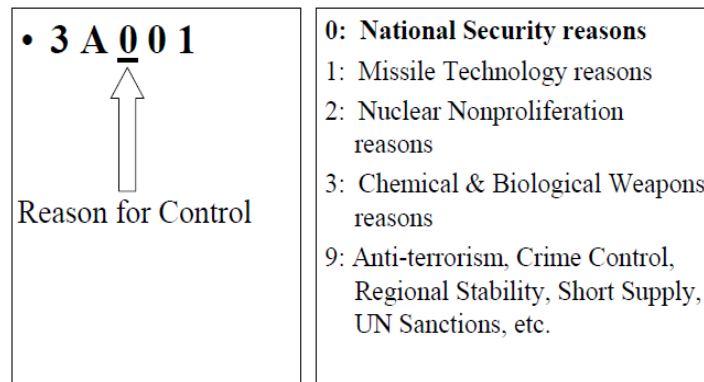 • 3 A 0 0 1
Reason for Control
0: National Security reasons
1: Missile Technology reasons
2: Nuclear Nonproliferation
reasons
3: Chemical & Biological Weapons
reasons
9: Anti-terrorism, Crime Control,
Regional Stability, Short Supply,
UN Sanctions, etc.